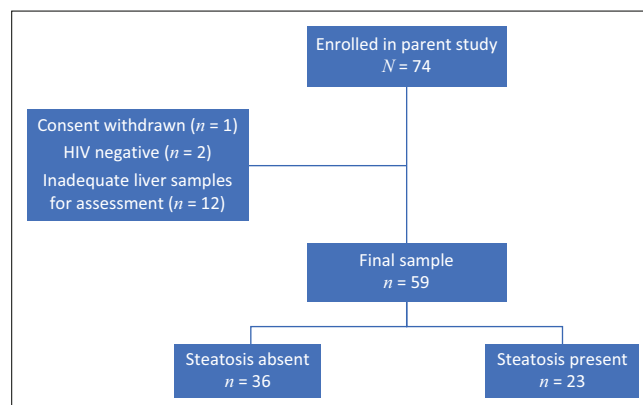 Enrolled in parent study
N = 74
Consent withdrawn (n = 1)
HIV negative (n = 2)
Inadequate liver samples
for assessment (n = 12)
Final sample
n = 59
Steatosis absent
n = 36
Steatosis present
n = 23